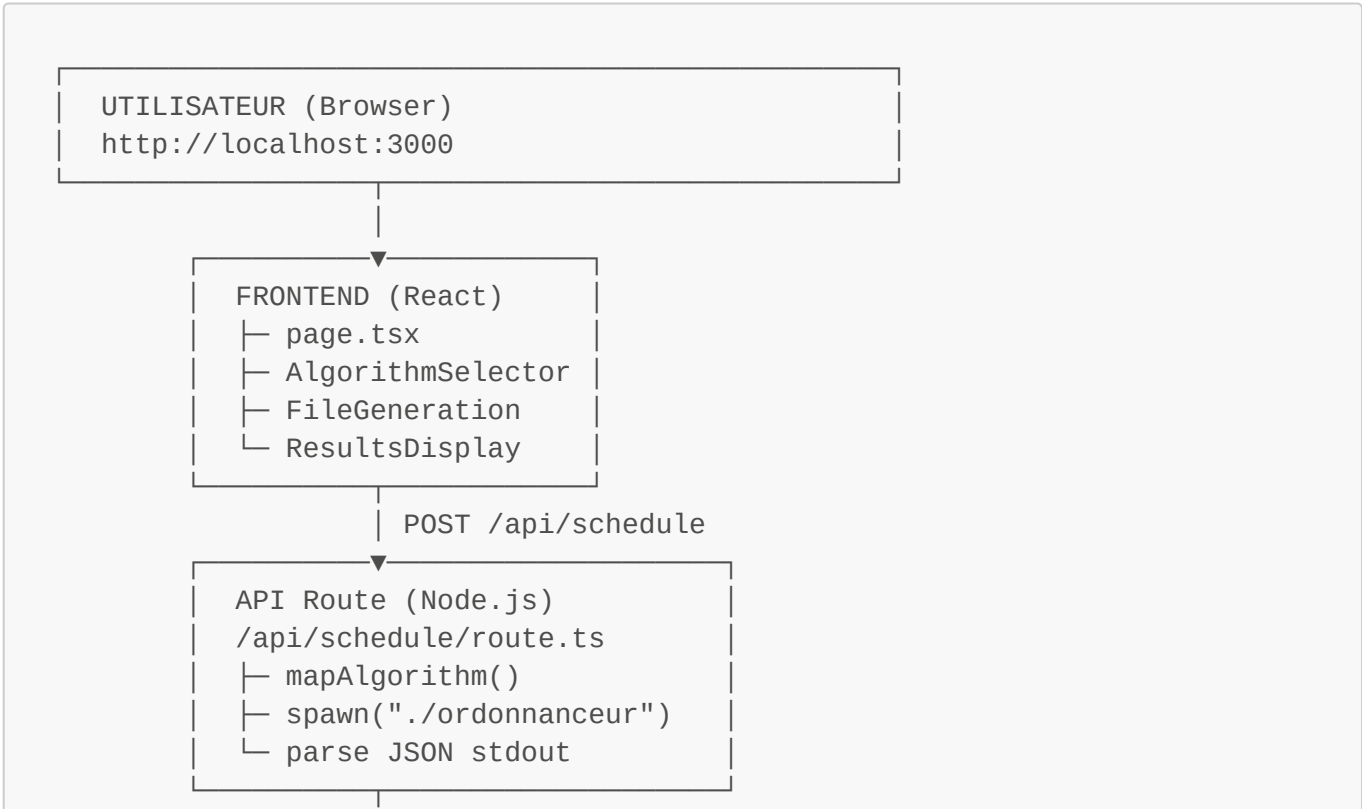 UTILISATEUR (Browser)
http://localhost:3000
FRONTEND (React)
├─ page.tsx
├─ AlgorithmSelector
├─ FileGeneration
└─ ResultsDisplay
POST /api/schedule
API Route (Node.js)
/api/schedule/route.ts
├─ mapAlgorithm()
├─ spawn("./ordonnanceur")
└─ parse JSON stdout